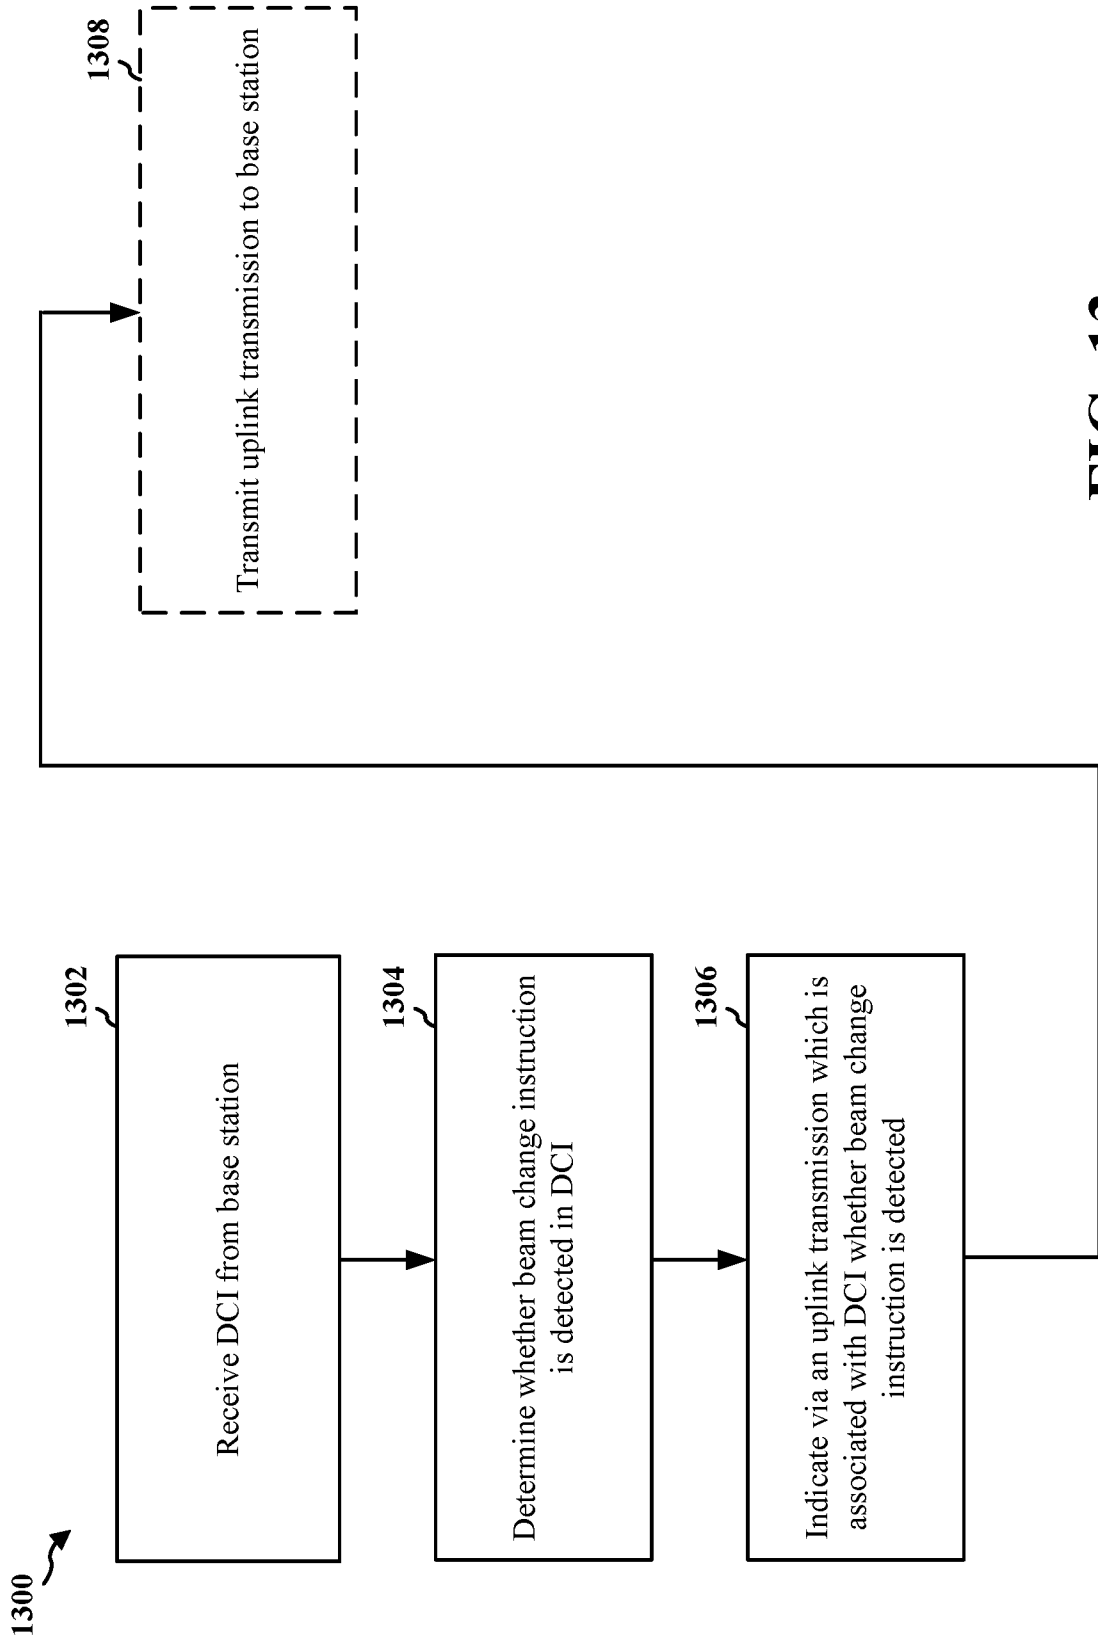 1300
1302
Receive DCI from base station
1304
Determine whether beam change instruction
is detected in DCI
1306
Indicate via an uplink transmission which is
associated with DCI whether beam change
instruction is detected
1308
Transmit uplink transmission to base station
FIG. 13